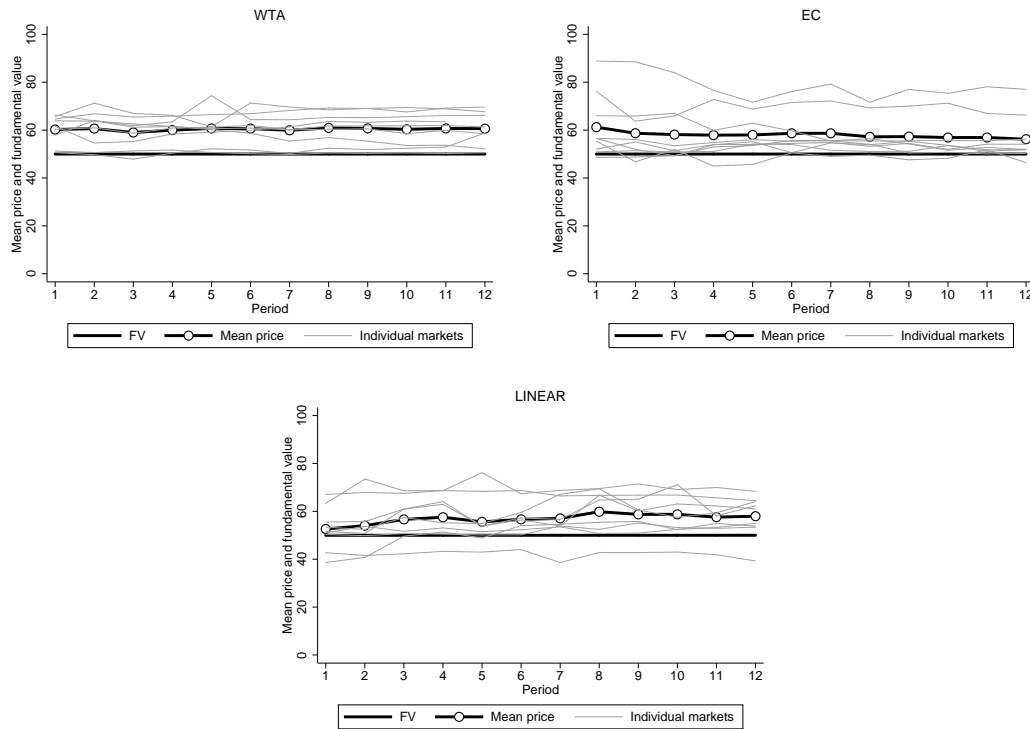 WTA
Mean price and fundamental value
0 20 40 60 80 100
1 2 3 4 5 6 7 8 9 10 11 12
Period
FV Mean price Individual markets
EC
Mean price and fundamental value
0 20 40 60 80 100
1 2 3 4 5 6 7 8 9 10 11 12
Period
FV Mean price Individual markets
LINEAR
Mean price and fundamental value
0 20 40 60 80 100
1 2 3 4 5 6 7 8 9 10 11 12
Period
FV Mean price Individual markets